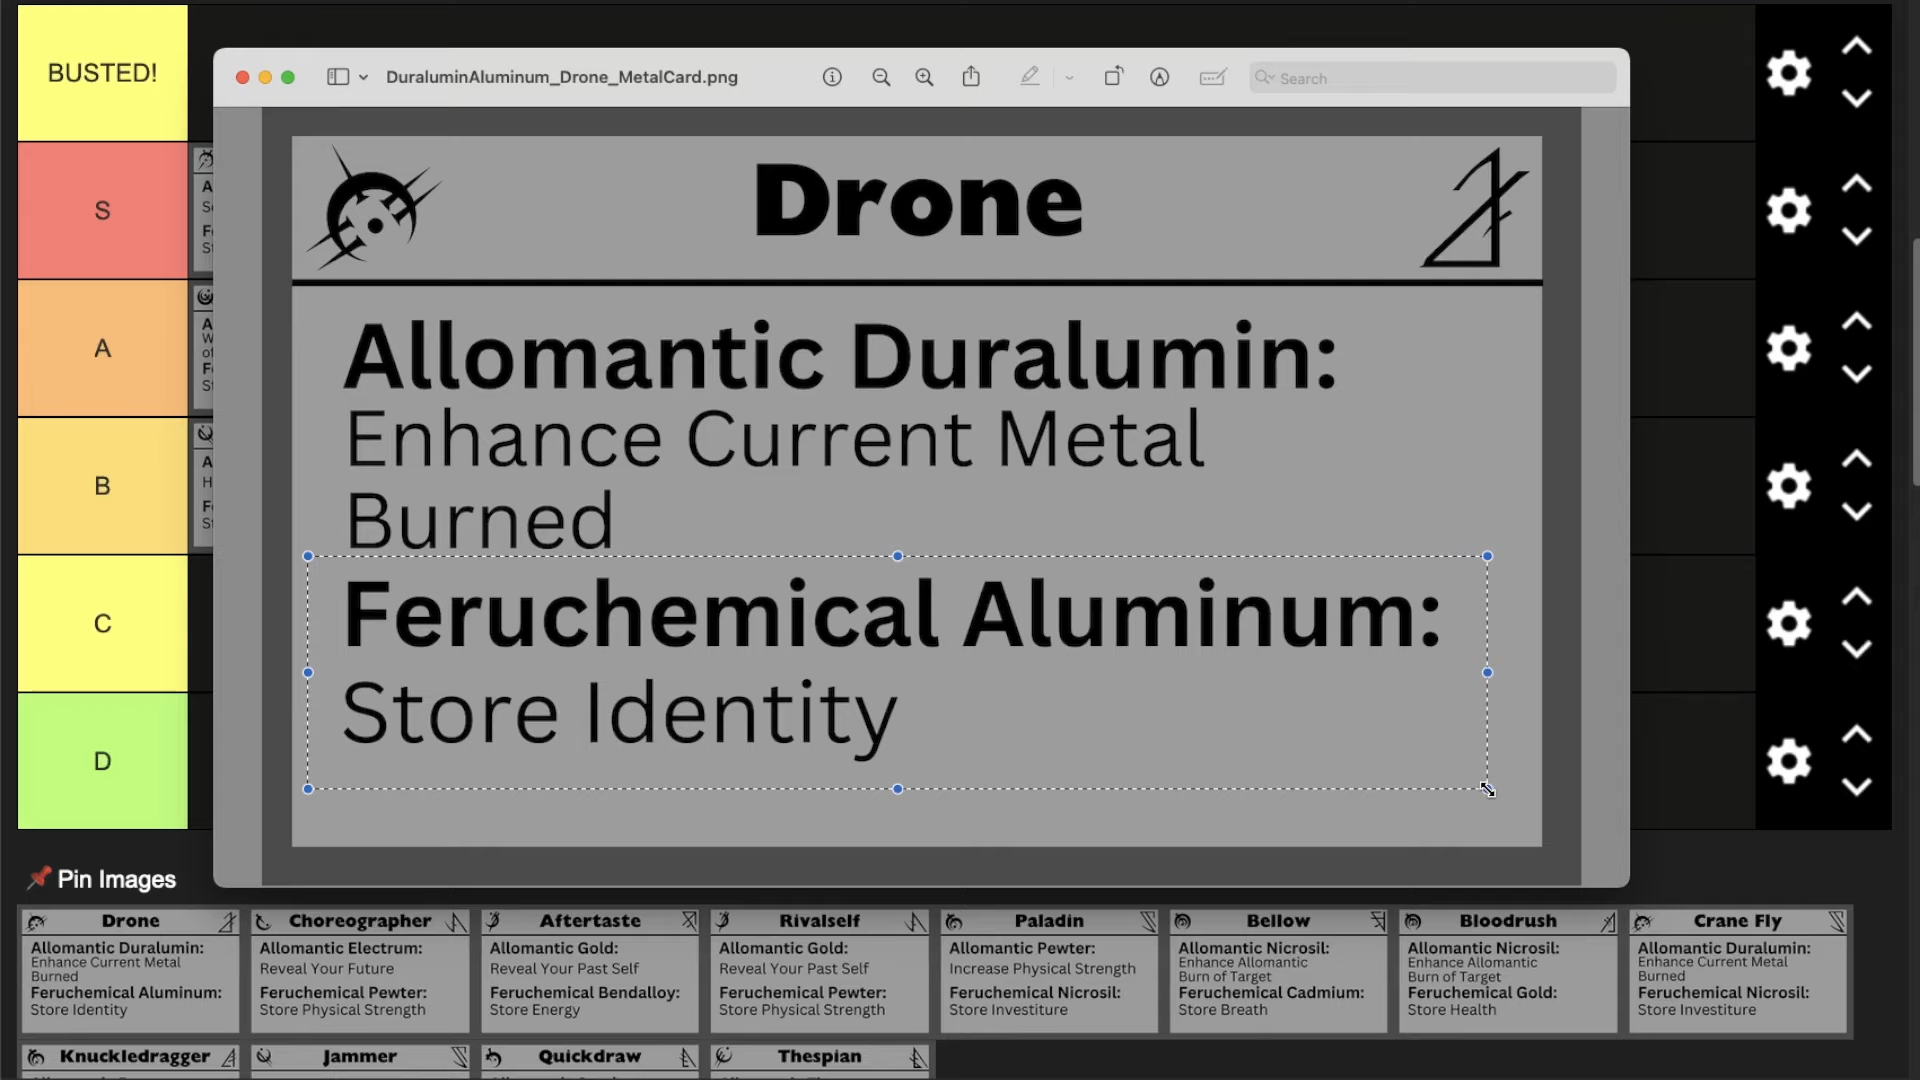 BUSTED!
DuraluminAluminum_Drone_MetalCard.png
Search
S
A
B
C
D
Drone
Allomantic Duralumin:
Enhance Current Metal
Burned
Feruchemical Aluminum:
Store Identity
Pin Images
Drone
Allomantic Duralumin:
Enhance Current Metal
Burned
Feruchemical Aluminum:
Store Identity
Choreographer
Allomantic Electrum:
Reveal Your Future
Feruchemical Pewter:
Store Physical Strength
Aftertaste
Allomantic Gold:
Reveal Your Past Self
Feruchemical Bendalloy:
Store Energy
Rivalself
Allomantic Gold:
Reveal Your Past Self
Feruchemical Pewter:
Store Physical Strength
Paladin
Allomantic Pewter:
Increase Physical Strength
Feruchemical Nicrosil:
Store Investiture
Bellow
Allomantic Nicrosil:
Enhance Allomantic
Burn of Target
Feruchemical Cadmium:
Store Breath
Bloodrush
Allomantic Nicrosil:
Enhance Allomantic
Burn of Target
Feruchemical Gold:
Store Health
Crane Fly
Allomantic Duralumin:
Enhance Current Metal
Burned
Feruchemical Nicrosil:
Store Investiture
Knuckledragger
Jammer
Quickdraw
Thespian